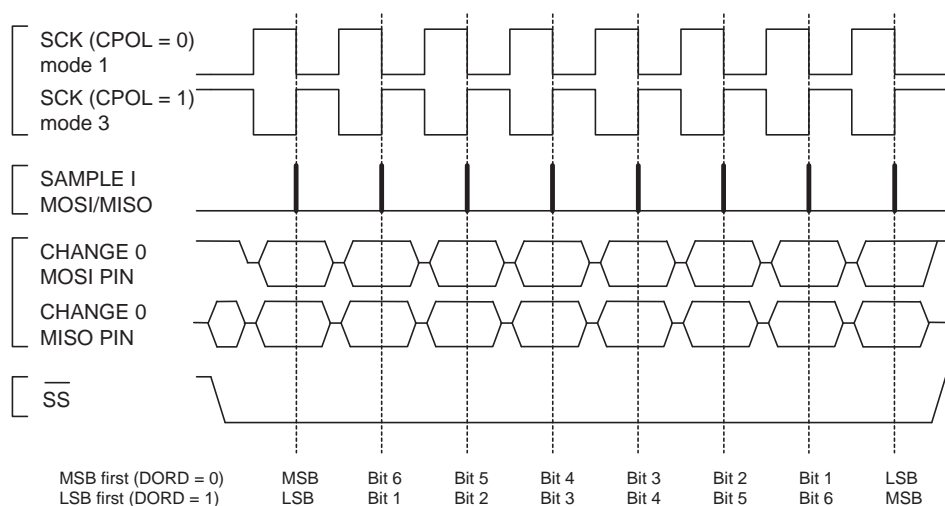 SCK (CPOL = 0)
mode 1
SCK (CPOL = 1)
mode 3
SAMPLE I
MOSI/MISO
CHANGE 0
MOSI PIN
CHANGE 0
MISO PIN
SS
MSB first (DORD = 0) MSB Bit 6 Bit 5 Bit 4 Bit 3 Bit 2 Bit 1 LSB
LSB first (DORD = 1) LSB Bit 1 Bit 2 Bit 3 Bit 4 Bit 5 Bit 6 MSB